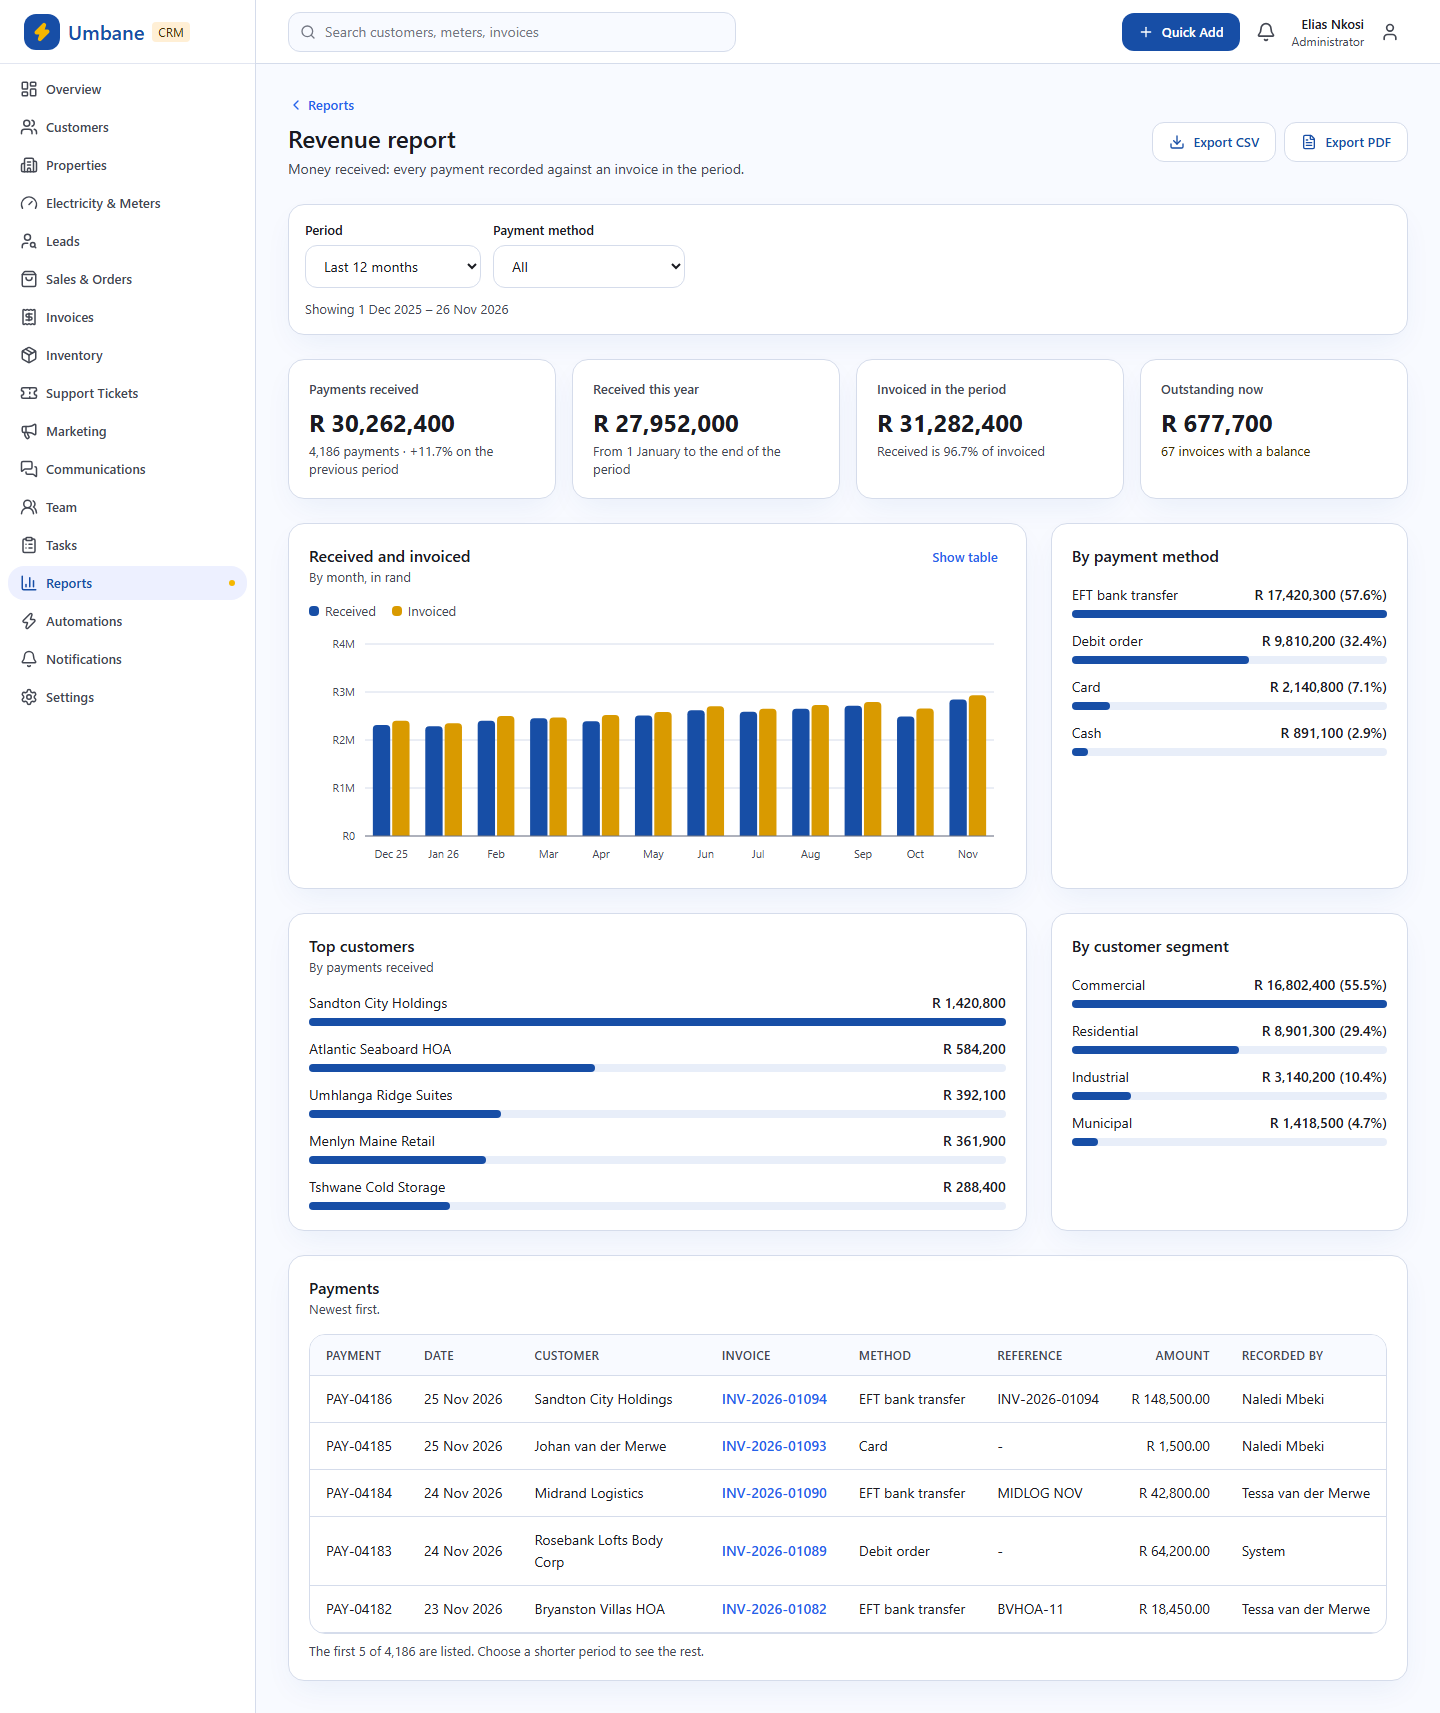 Umbane CRM
Search customers, meters, invoices
Quick Add
Elias Nkosi
Administrator
Overview
Customers
Properties
Electricity & Meters
Leads
Sales & Orders
Invoices
Inventory
Support Tickets
Marketing
Communications
Team
Tasks
Reports
Automations
Notifications
Settings
Reports
Revenue report
Money received: every payment recorded against an invoice in the period.
Export CSV
Export PDF
Period
Payment method
Last 12 months
All
Showing 1 Dec 2025 – 26 Nov 2026
Payments received
R 30,262,400
4,186 payments · +11.7% on the
previous period
Received this year
R 27,952,000
From 1 January to the end of the
period
Invoiced in the period
R 31,282,400
Received is 96.7% of invoiced
Outstanding now
R 677,700
67 invoices with a balance
Received and invoiced
By month, in rand
Show table
Received
Invoiced
R4M
R3M
R2M
R1M
R0
Dec 25 Jan 26 Feb Mar Apr May Jun Jul Aug Sep Oct Nov
By payment method
EFT bank transfer R 17,420,300 (57.6%)
Debit order R 9,810,200 (32.4%)
Card R 2,140,800 (7.1%)
Cash R 891,100 (2.9%)
Top customers
By payments received
Sandton City Holdings R 1,420,800
Atlantic Seaboard HOA R 584,200
Umhlanga Ridge Suites R 392,100
Menlyn Maine Retail R 361,900
Tshwane Cold Storage R 288,400
By customer segment
Commercial R 16,802,400 (55.5%)
Residential R 8,901,300 (29.4%)
Industrial R 3,140,200 (10.4%)
Municipal R 1,418,500 (4.7%)
Payments
Newest first.
PAYMENT DATE CUSTOMER INVOICE METHOD REFERENCE AMOUNT RECORDED BY
PAY-04186 25 Nov 2026 Sandton City Holdings INV-2026-01094 EFT bank transfer INV-2026-01094 R 148,500.00 Naledi Mbeki
PAY-04185 25 Nov 2026 Johan van der Merwe INV-2026-01093 Card - R 1,500.00 Naledi Mbeki
PAY-04184 24 Nov 2026 Midrand Logistics INV-2026-01090 EFT bank transfer MIDLOG NOV R 42,800.00 Tessa van der Merwe
PAY-04183 24 Nov 2026 Rosebank Lofts Body Corp INV-2026-01089 Debit order - R 64,200.00 System
PAY-04182 23 Nov 2026 Bryanston Villas HOA INV-2026-01082 EFT bank transfer BVHOA-11 R 18,450.00 Tessa van der Merwe
The first 5 of 4,186 are listed. Choose a shorter period to see the rest.